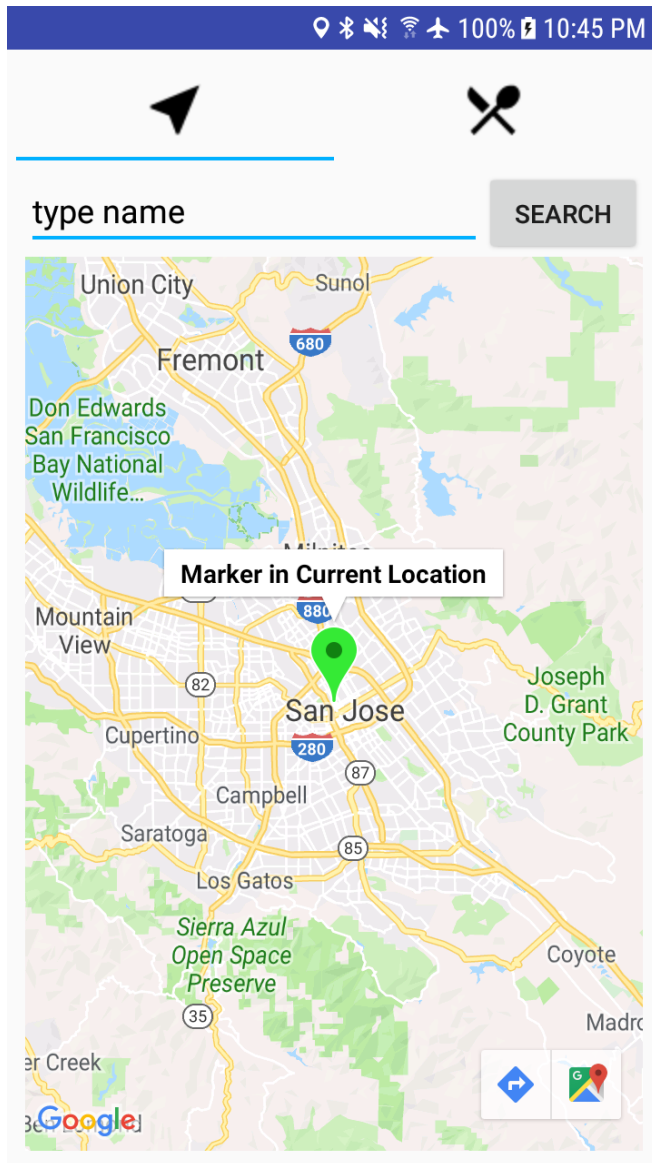 100% 10:45 PM
type name
SEARCH
Union City
Sunol
680
Fremont
Don Edwards
San Francisco
Bay National
Wildlife...
Marker in Current Location
880
Mountain
View
82
San Jose
Joseph
D. Grant
County Park
Cupertino
280
87
Campbell
Saratoga
85
Los Gatos
Sierra Azul
Open Space
Preserve
Coyote
35
Madro
er Creek
Google
G